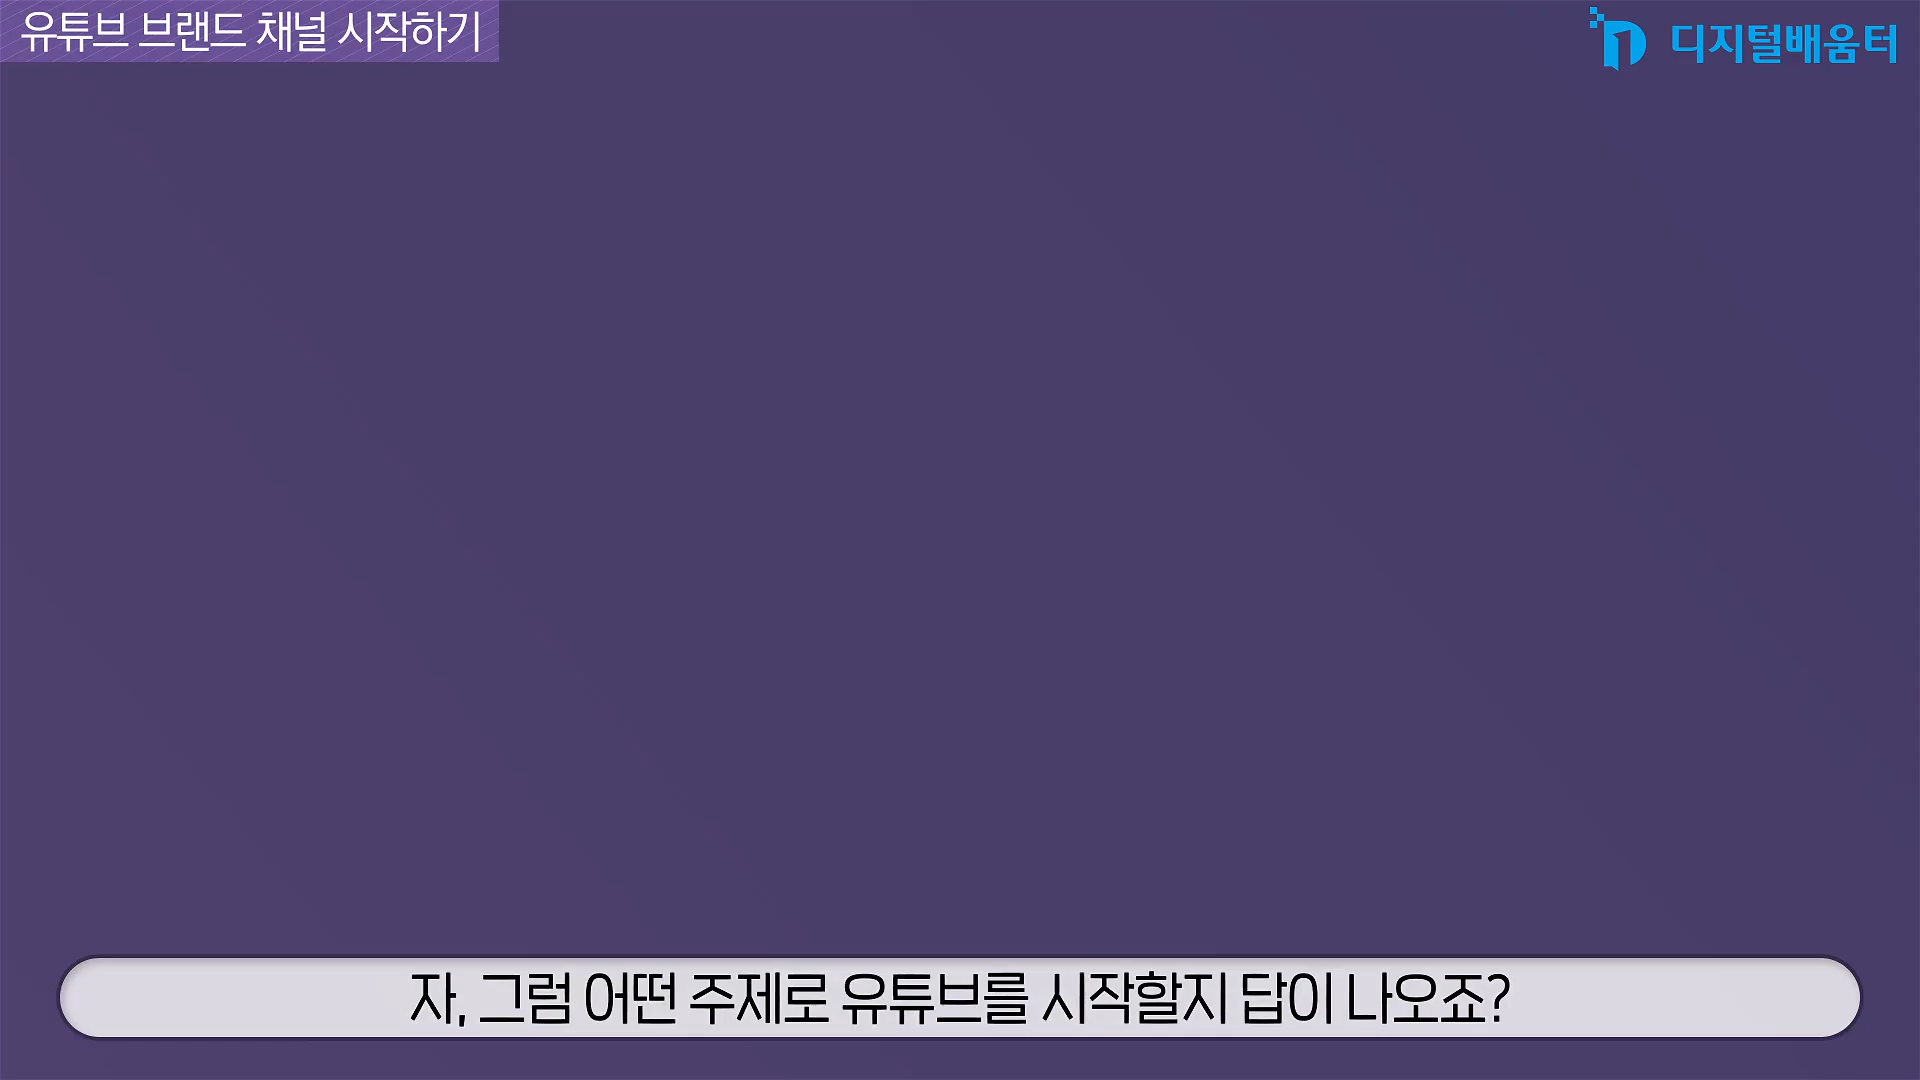 유튜브 브랜드 채널 시작하기
디지털배움터
자, 그럼 어떤 주제로 유튜브를 시작할지 답이 나오죠?